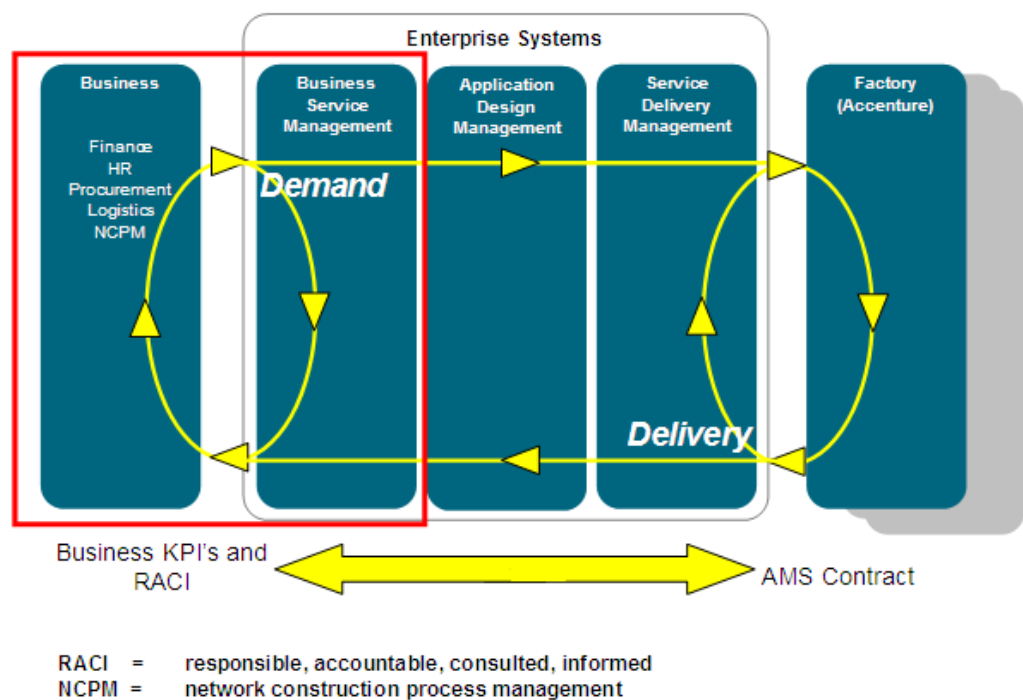 Enterprise Systems
Business
Finance
HR
Procurement
Logistics
NCPM
Business
Service
Management
Application
Design
Management
Service
Delivery
Management
Factory
(Accenture)
Demand
Delivery
Business KPI's and
RACI
AMS Contract
RACI = responsible, accountable, consulted, informed
NCPM = network construction process management